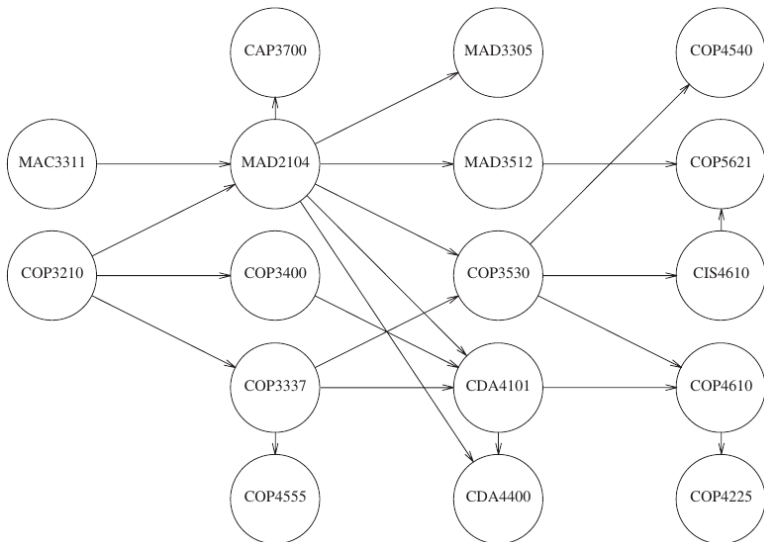 CAP3700 MAD3305 COP4540
MAC3311 MAD2104 MAD3512 COP5621
COP3210 COP3400 COP3530 CIS4610
COP3337 CDA4101 COP4610
COP4555 CDA4400 COP4225